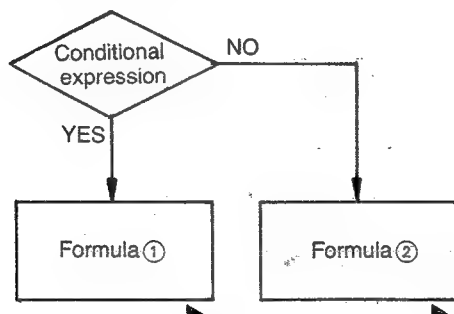 Conditional
expression
NO
YES
Formula ①
Formula ②